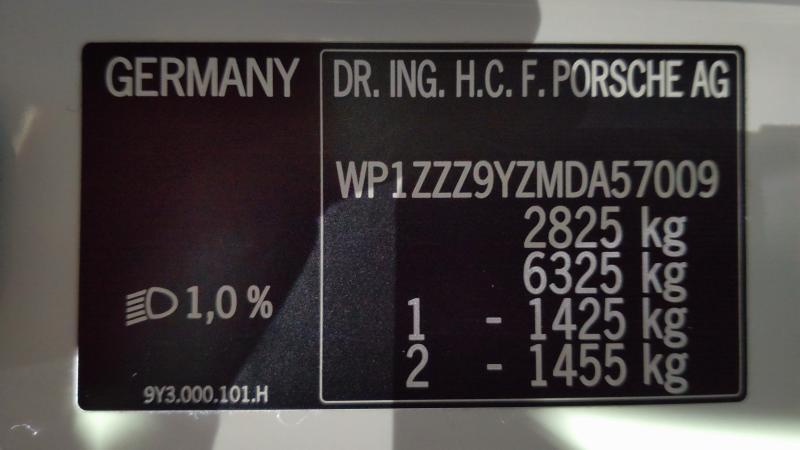 GERMANY
DR. ING. H.C. F. PORSCHE AG
WP1ZZZ9YZMDA57009
2825 kg
6325 kg
1 - 1425 kg
2 - 1455 kg
1,0 %
9Y3.000.101.H